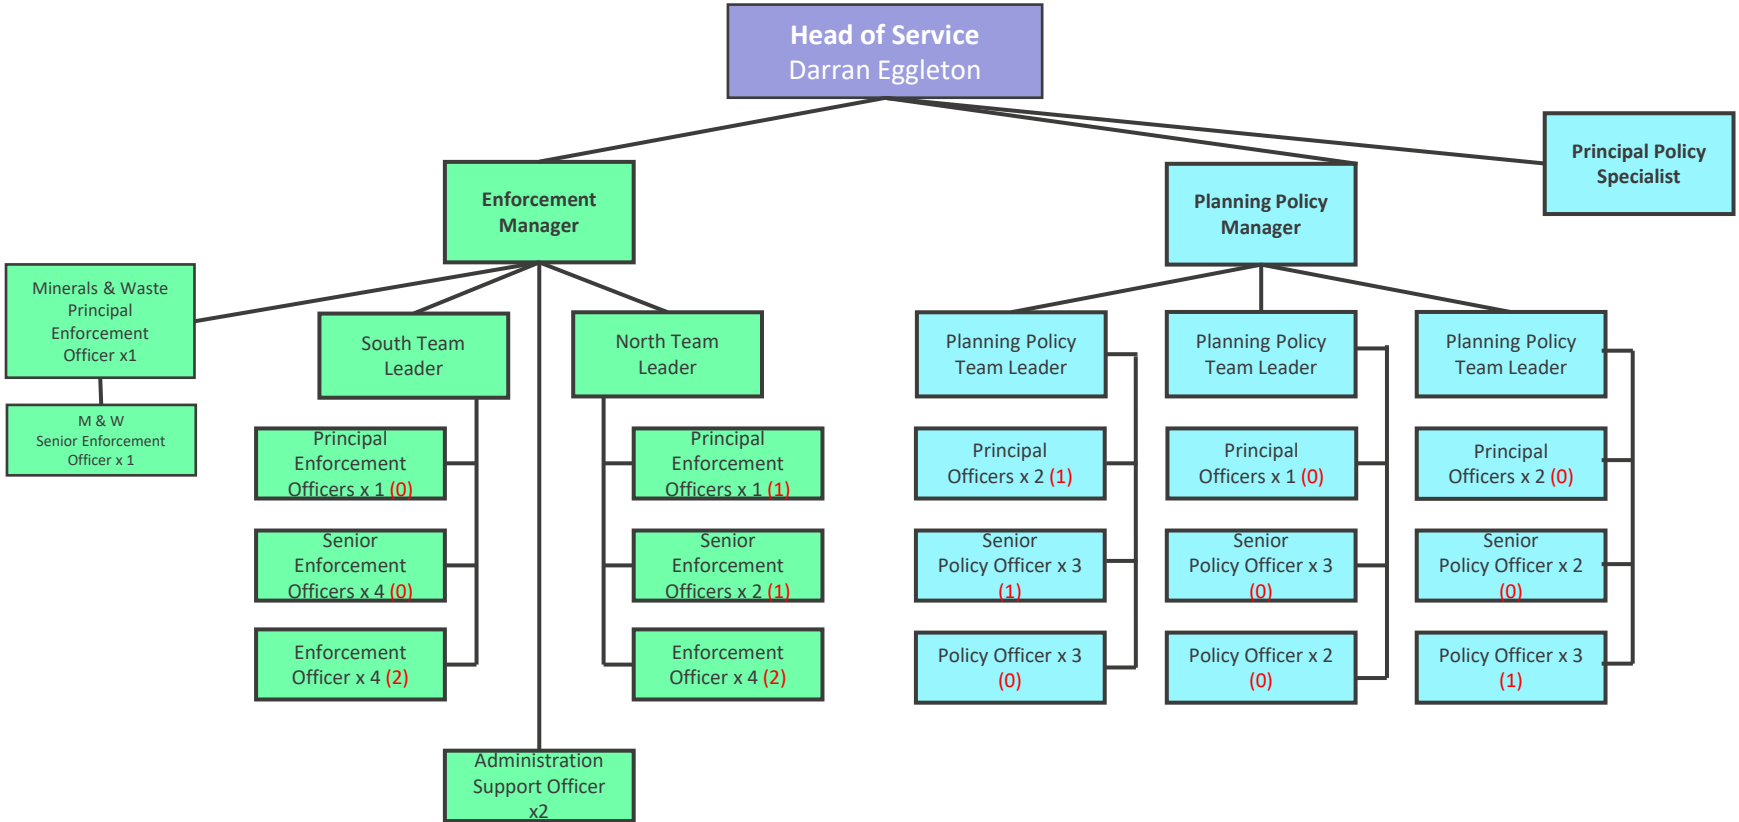 Head of Service
Darran Eggleton
Principal Policy
Specialist
Enforcement
Manager
Planning Policy
Manager
Minerals & Waste
Principal
Enforcement
Officer x1
M & W
Senior Enforcement
Officer x 1
South Team
Leader
Principal
Enforcement
Officers x 1 (0)
Senior
Enforcement
Officers x 4 (0)
Enforcement
Officer x 4 (2)
North Team
Leader
Principal
Enforcement
Officers x 1 (1)
Senior
Enforcement
Officers x 2 (1)
Enforcement
Officer x 4 (2)
Administration
Support Officer
x2
Planning Policy
Team Leader
Principal
Officers x 2 (1)
Senior
Policy Officer x 3
(1)
Policy Officer x 3
(0)
Planning Policy
Team Leader
Principal
Officers x 1 (0)
Senior
Policy Officer x 3
(0)
Policy Officer x 2
(0)
Planning Policy
Team Leader
Principal
Officers x 2 (0)
Senior
Policy Officer x 2
(0)
Policy Officer x 3
(1)